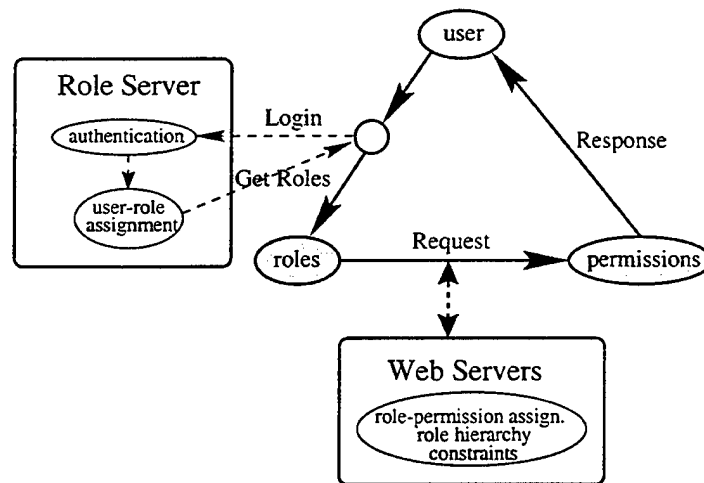 user
Role Server
Login
authentication
Response
Get Roles
user-role
assignment
Request
roles
permissions
Web Servers
role-permission assign.
role hierarchy
constraints